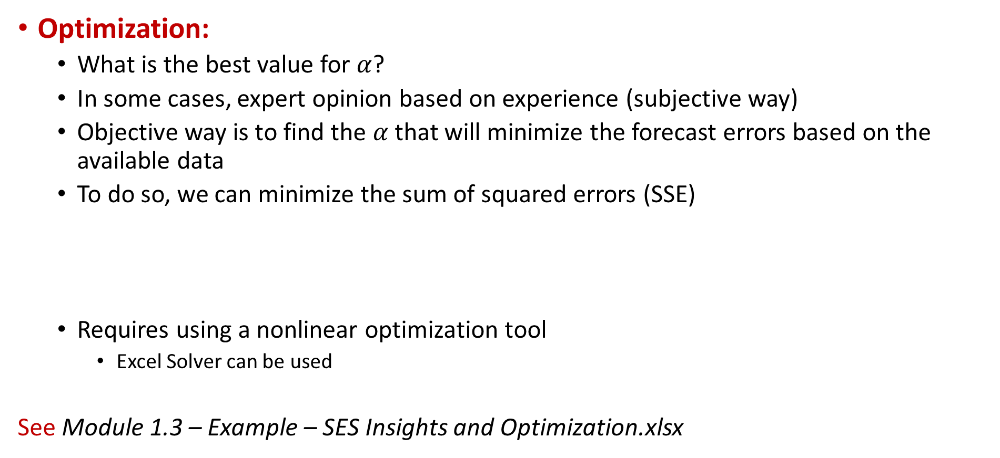 • Optimization:
• What is the best value for 𝛼?
• In some cases, expert opinion based on experience (subjective way)
• Objective way is to find the 𝛼 that will minimize the forecast errors based on the
available data
• To do so, we can minimize the sum of squared errors (SSE)
• Requires using a nonlinear optimization tool
• Excel Solver can be used
See Module 1.3 – Example – SES Insights and Optimization.xlsx